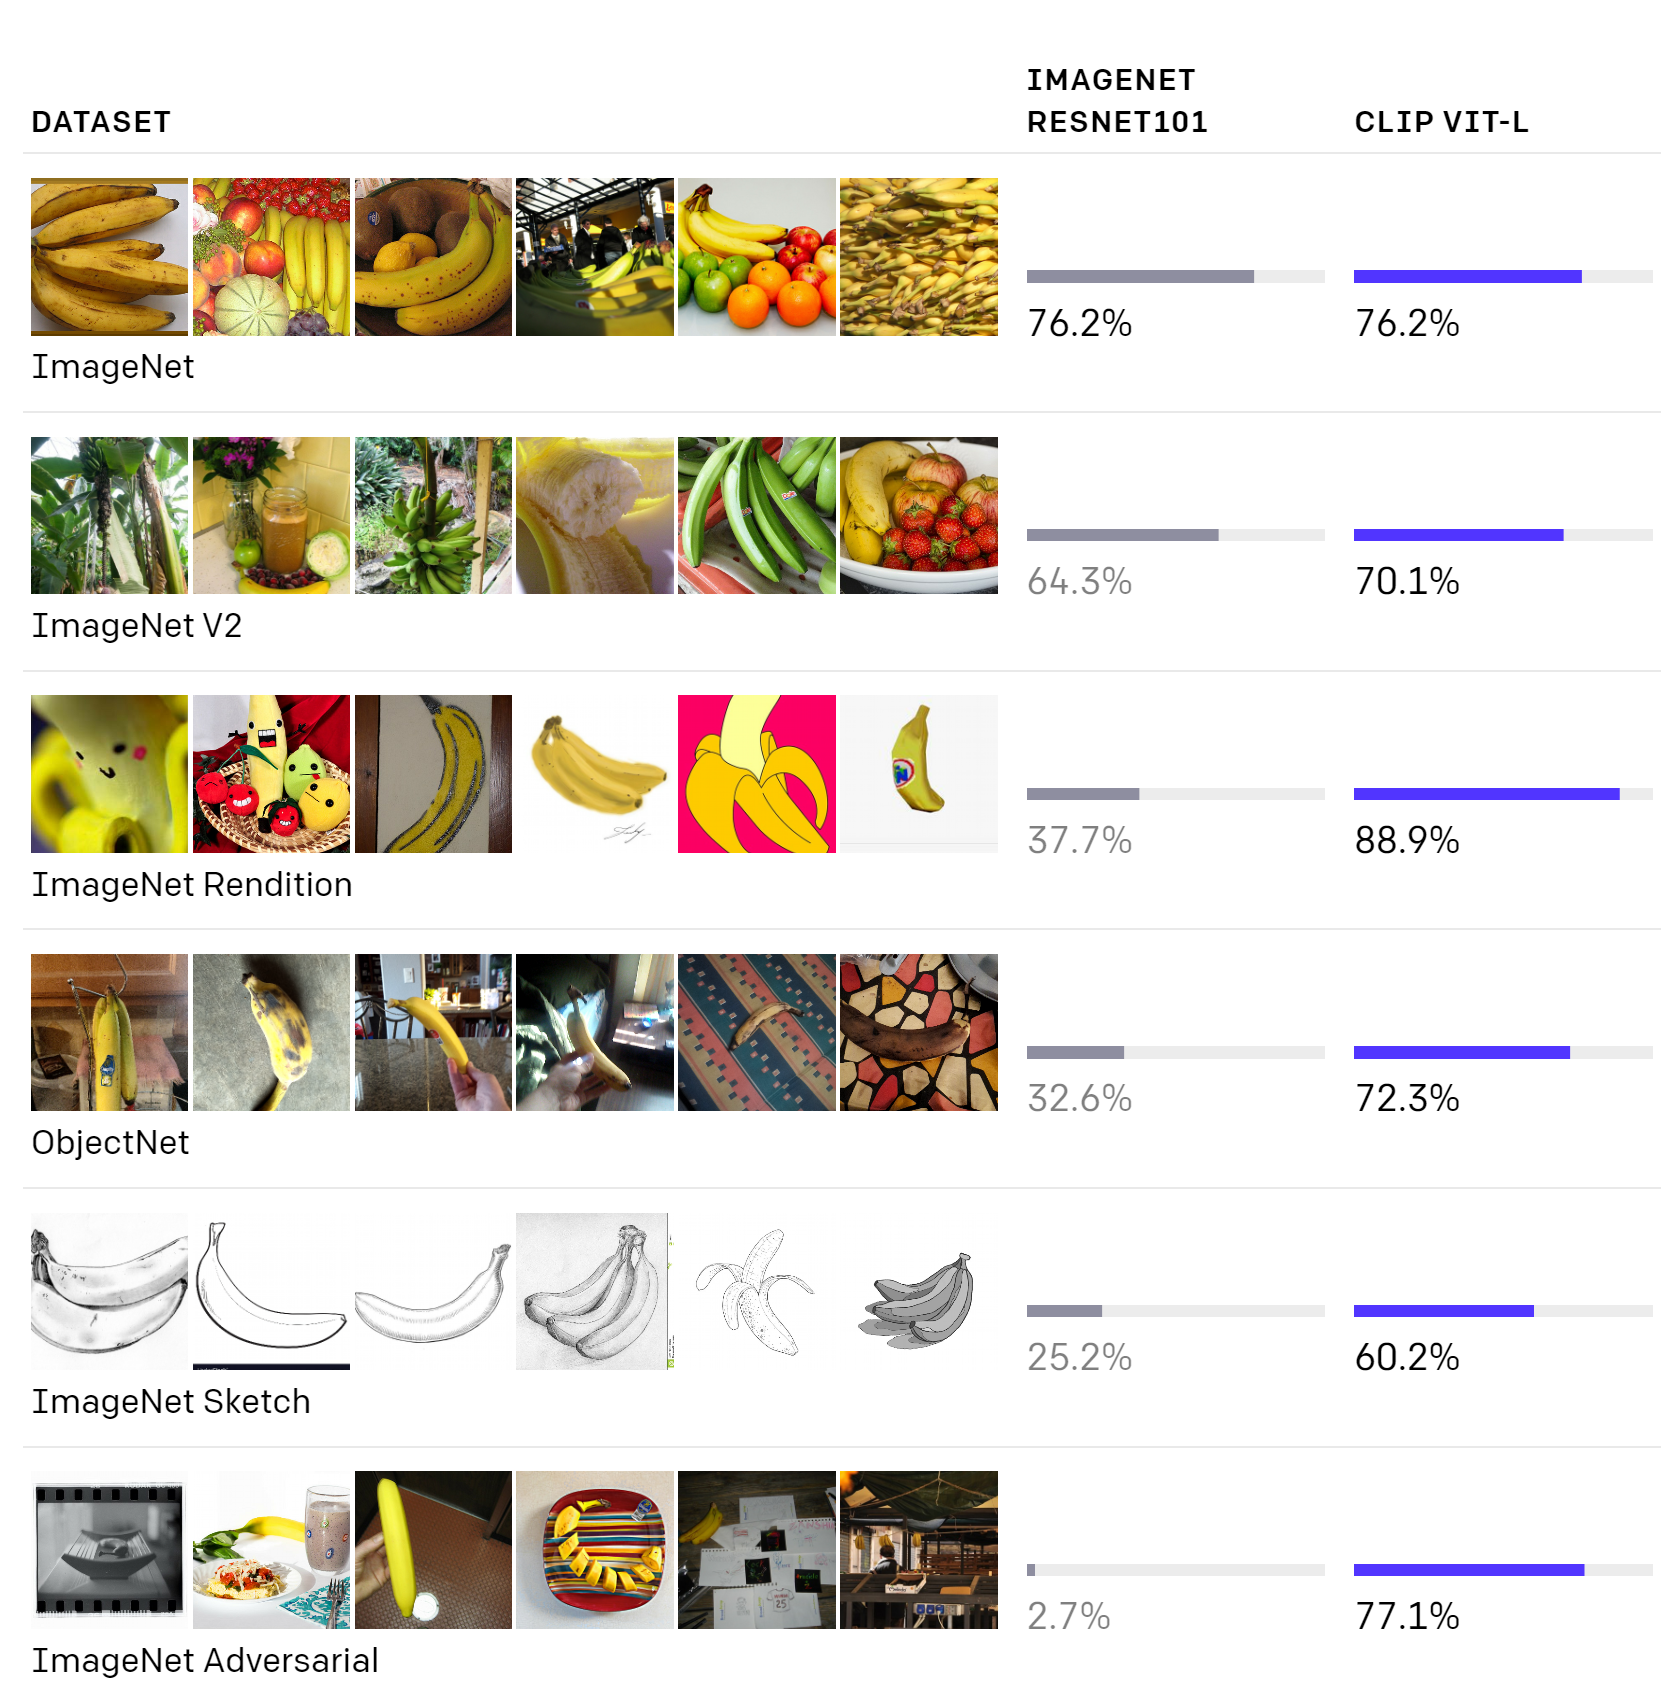 IMAGENET
DATASET
RESNET101
CLIP VIT-L
76.2%
76.2%
ImageNet
64.3%
70.1%
ImageNet V2
37.7%
88.9%
ImageNet Rendition
32.6%
72.3%
ObjectNet
25.2%
60.2%
ImageNet Sketch
25
2.7%
77.1%
ImageNet Adversarial